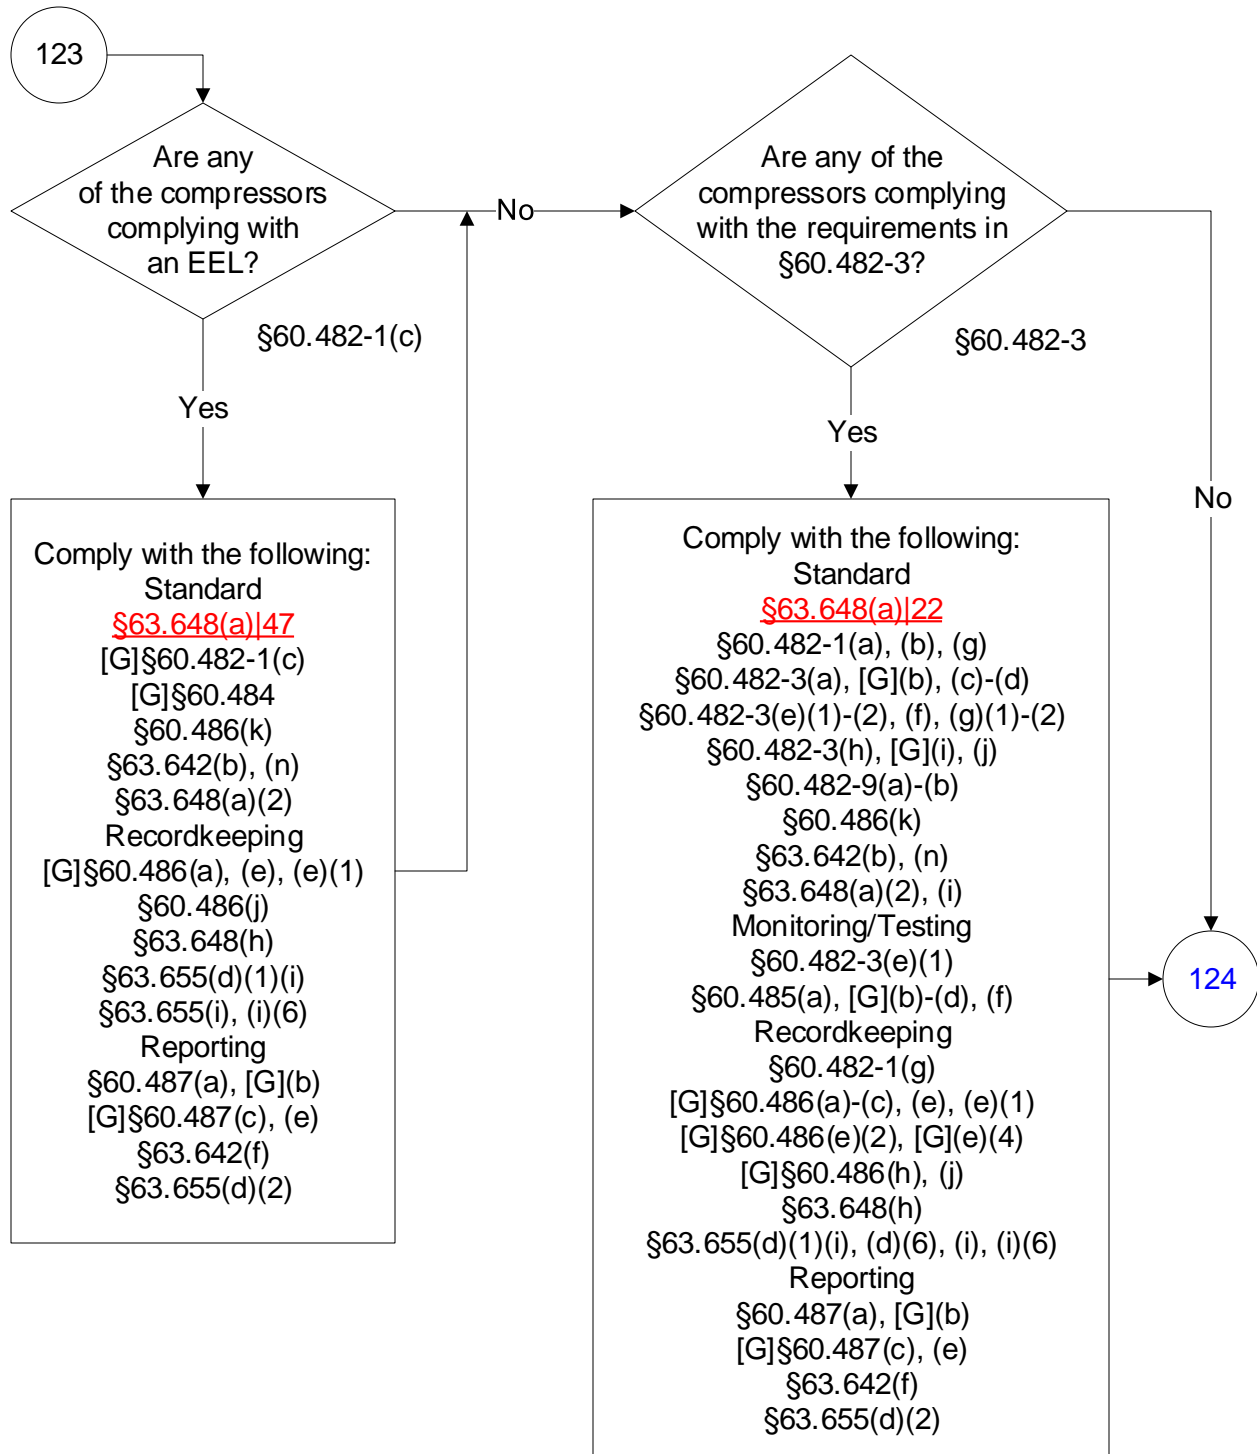 123
Are any
of the compressors
complying with
an EEL?
§60.482-1(c)
No
Yes
Comply with the following:
Standard
§63.648(a)|47
[G]§60.482-1(c)
[G]§60.484
§60.486(k)
§63.642(b), (n)
§63.648(a)(2)
Recordkeeping
[G]§60.486(a), (e), (e)(1)
§60.486(j)
§63.648(h)
§63.655(d)(1)(i)
§63.655(i), (i)(6)
Reporting
§60.487(a), [G](b)
[G]§60.487(c), (e)
§63.642(f)
§63.655(d)(2)
Are any of the
compressors complying
with the requirements in
§60.482-3?
§60.482-3
Yes
No
Comply with the following:
Standard
§63.648(a)|22
§60.482-1(a), (b), (g)
§60.482-3(a), [G](b), (c)-(d)
§60.482-3(e)(1)-(2), (f), (g)(1)-(2)
§60.482-3(h), [G](i), (j)
§60.482-9(a)-(b)
§60.486(k)
§63.642(b), (n)
§63.648(a)(2), (i)
Monitoring/Testing
§60.482-3(e)(1)
§60.485(a), [G](b)-(d), (f)
Recordkeeping
§60.482-1(g)
[G]§60.486(a)-(c), (e), (e)(1)
[G]§60.486(e)(2), [G](e)(4)
[G]§60.486(h), (j)
§63.648(h)
§63.655(d)(1)(i), (d)(6), (i), (i)(6)
Reporting
§60.487(a), [G](b)
[G]§60.487(c), (e)
§63.642(f)
§63.655(d)(2)
124